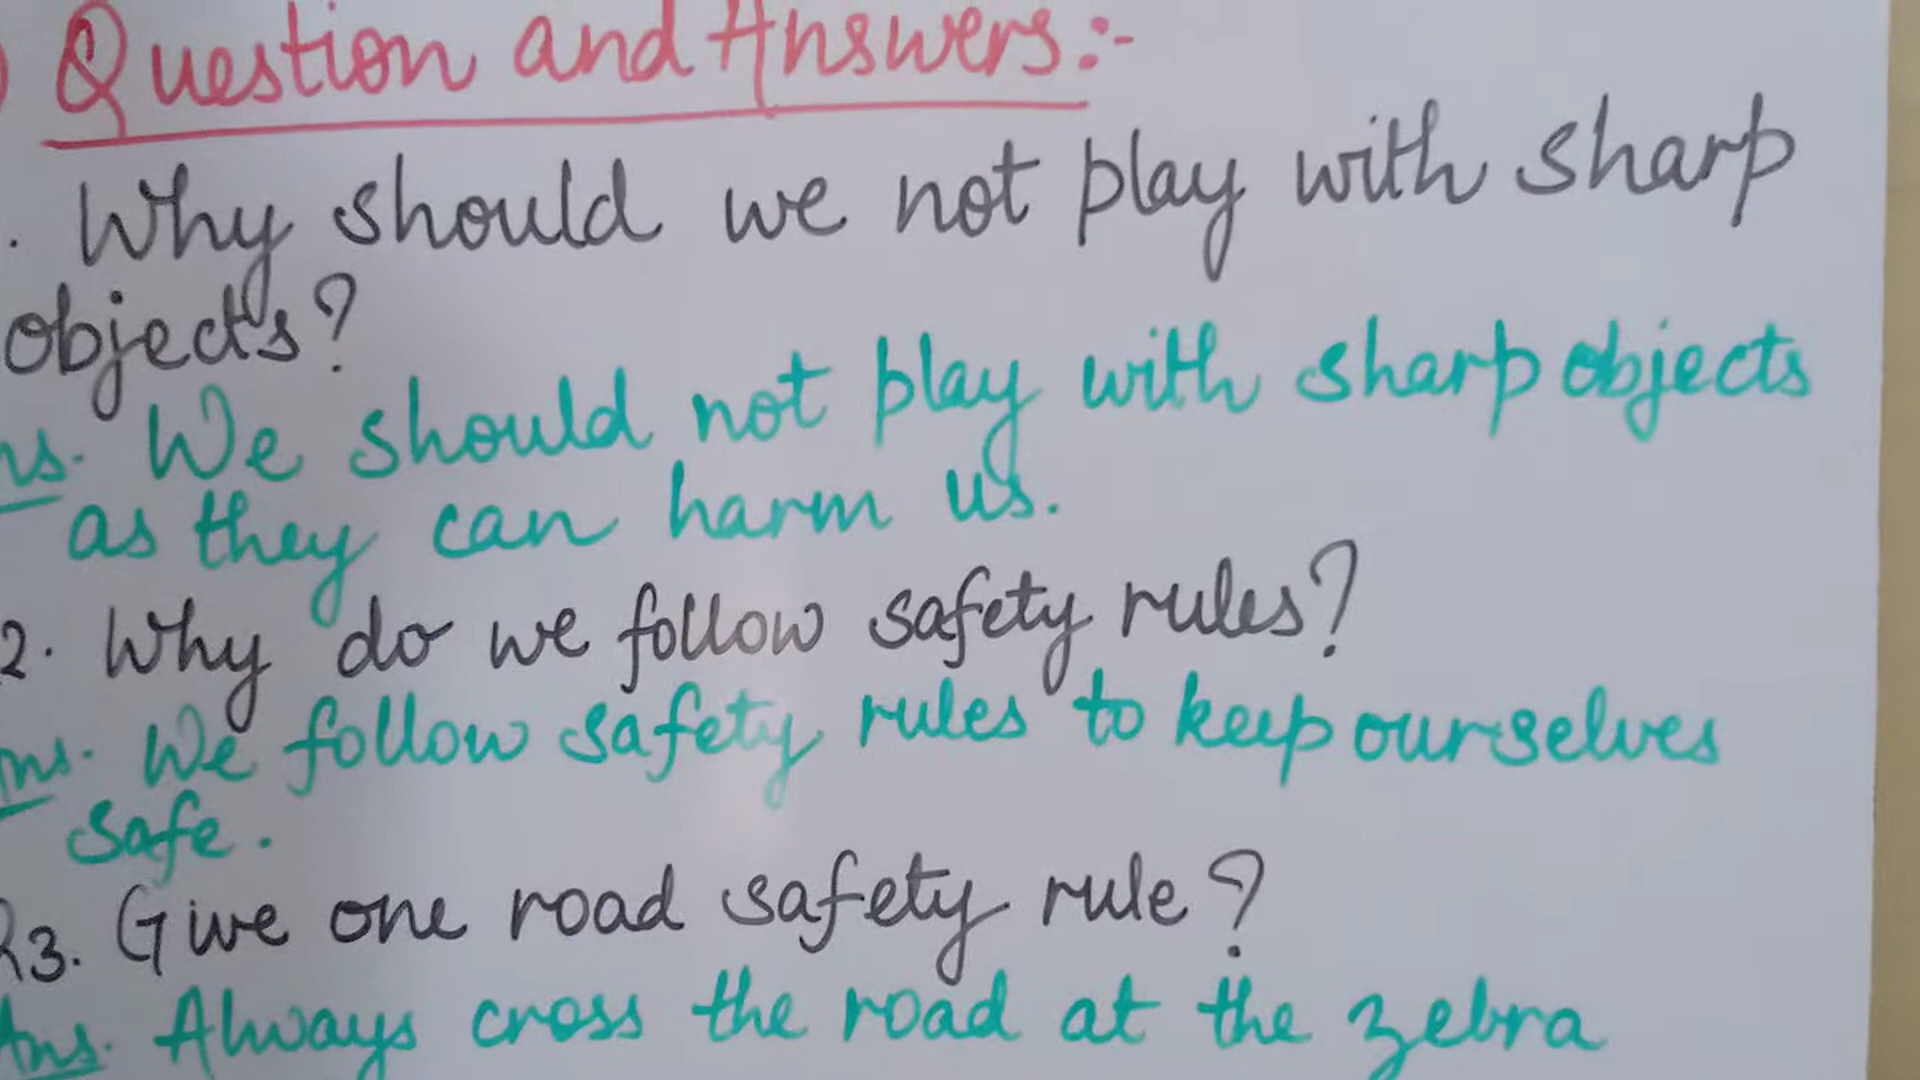 ) Question and Answers:-
. Why should we not play with sharp
objects?
ns. We should not play with sharp objects
as they can harm us.
2. Why do we follow safety rules?
Ans. We follow safety rules to keep ourselves
safe.
Q3. Give one road safety rule?
Ans. Always cross the road at the zebra